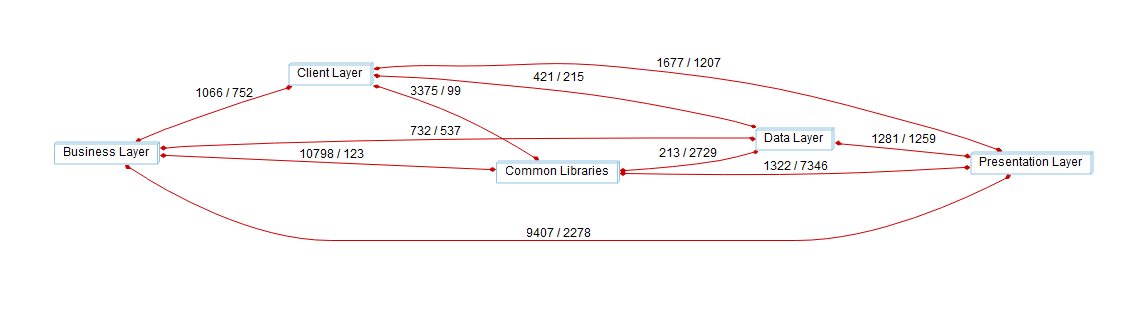 1677 / 1207
Client Layer
421 / 215
1066 / 752
3375 / 99
732 / 537
Data Layer
1281 / 1259
Business Layer
10798 / 123
213 / 2729
Presentation Layer
1322 / 7346
Common Libraries
9407 / 2278